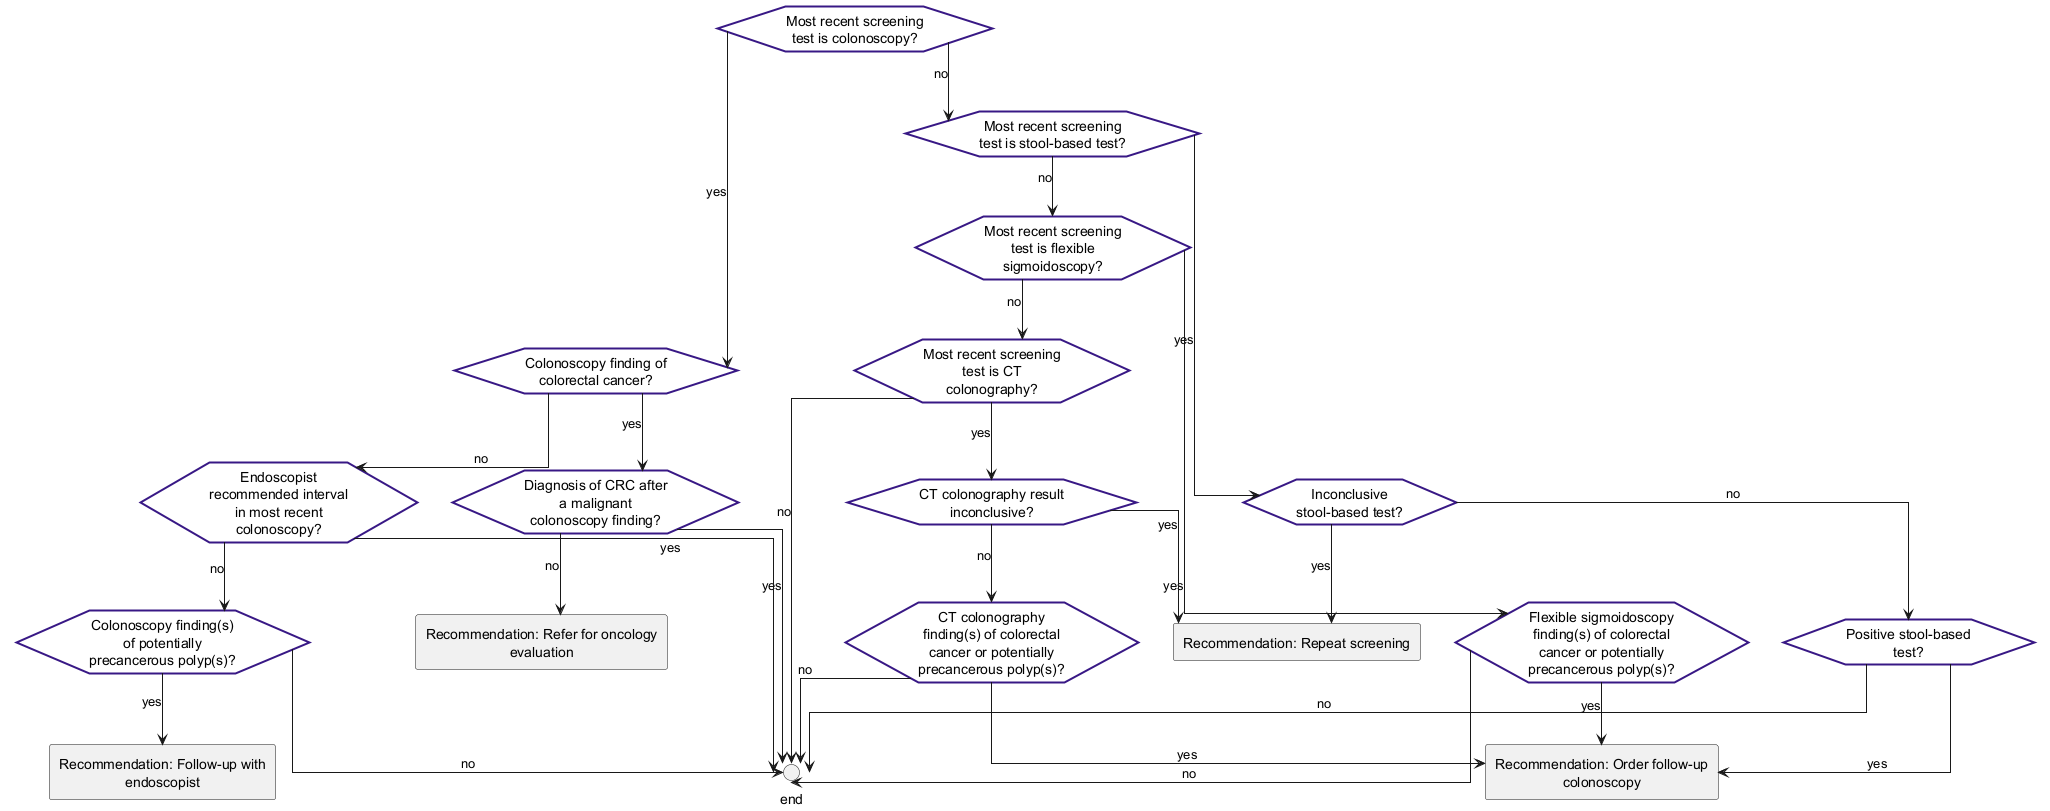 Most recent screening
test is colonoscopy?
no
yes
Most recent screening
test is stool-based test?
no
yes
Most recent screening
test is flexible
sigmoidoscopy?
no
yes
Most recent screening
test is CT
colonography?
yes
no
Colonoscopy finding of
colorectal cancer?
no
yes
Endoscopist
recommended interval
in most recent
colonoscopy?
no
yes
Diagnosis of CRC after
a malignant
colonoscopy finding?
no
yes
CT colonography result
inconclusive?
no
yes
Inconclusive
stool-based test?
yes
no
Colonoscopy finding(s)
of potentially
precancerous polyp(s)?
yes
no
Recommendation: Refer for oncology
evaluation
CT colonography
finding(s) of colorectal
cancer or potentially
precancerous polyp(s)?
no
yes
Recommendation: Repeat screening
Flexible sigmoidoscopy
finding(s) of colorectal
cancer or potentially
precancerous polyp(s)?
yes
no
Positive stool-based
test?
no
yes
Recommendation: Follow-up with
endoscopist
end
Recommendation: Order follow-up
colonoscopy